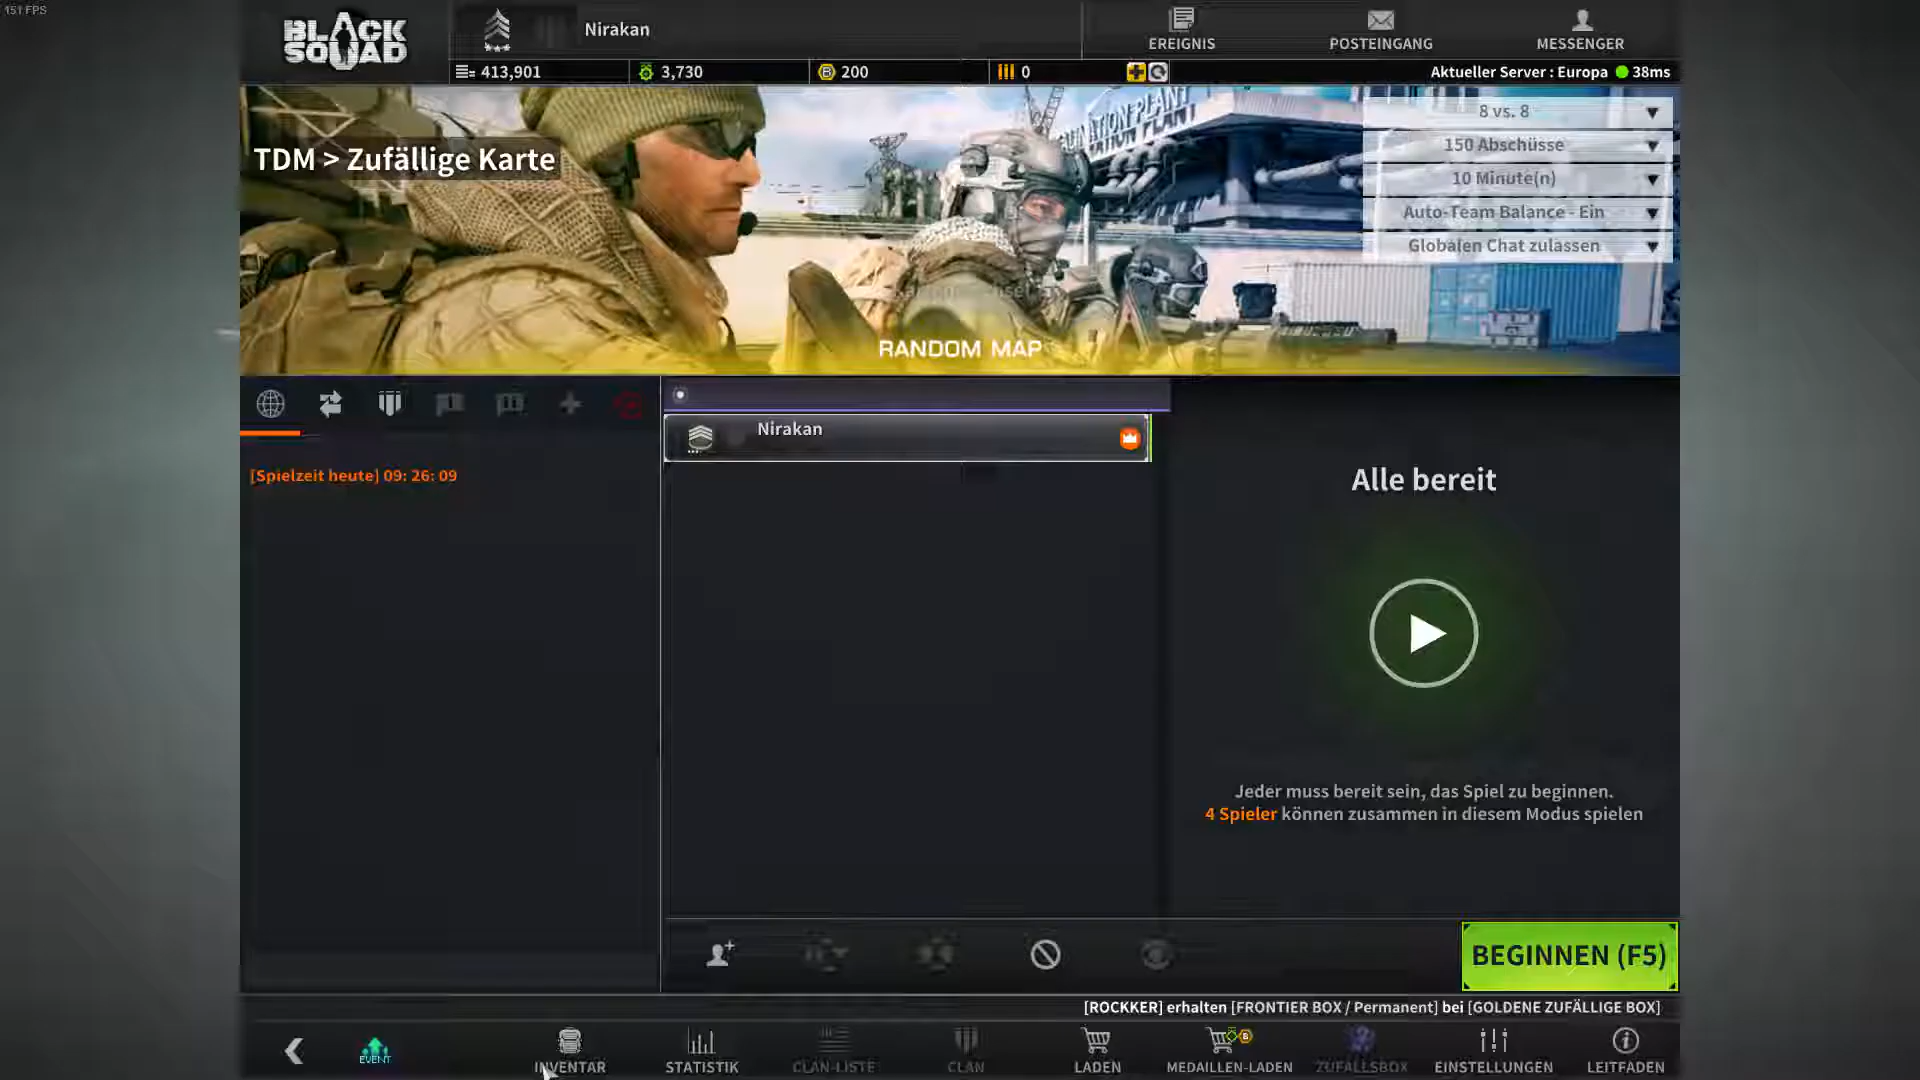 151 FPS
BLACK SQUAD
Nirakan
EREIGNIS
POSTEINGANG
MESSENGER
413,901
3,730
200
0
Aktueller Server : Europa 38ms
TDM > Zufällige Karte
8 vs. 8
150 Abschüsse
10 Minute(n)
Auto-Team Balance - Ein
Globalen Chat zulassen
RANDOM MAP
Nirakan
[Spielzeit heute] 09: 26: 09
Alle bereit
Jeder muss bereit sein, das Spiel zu beginnen.
4 Spieler können zusammen in diesem Modus spielen
BEGINNEN (F5)
[ROCKKER] erhalten [FRONTIER BOX / Permanent] bei [GOLDENE ZUFÄLLIGE BOX]
EVENT
INVENTAR
STATISTIK
CLAN-LISTE
CLAN
LADEN
MEDAILLEN-LADEN
ZUFALLSBOX
EINSTELLUNGEN
LEITFADEN